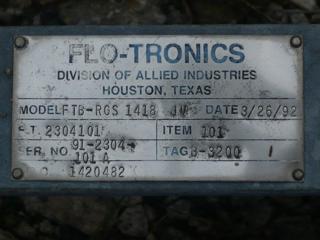 FLO-TRONICS
DIVISION OF ALLIED INDUSTRIES
HOUSTON, TEXAS
MODEL FTB-RGS 1418 JW DATE 3/26/92
S.T. 2304101 ITEM 101
SER. NO 91-2304-101 A TAG B-3200 1
O 1420482